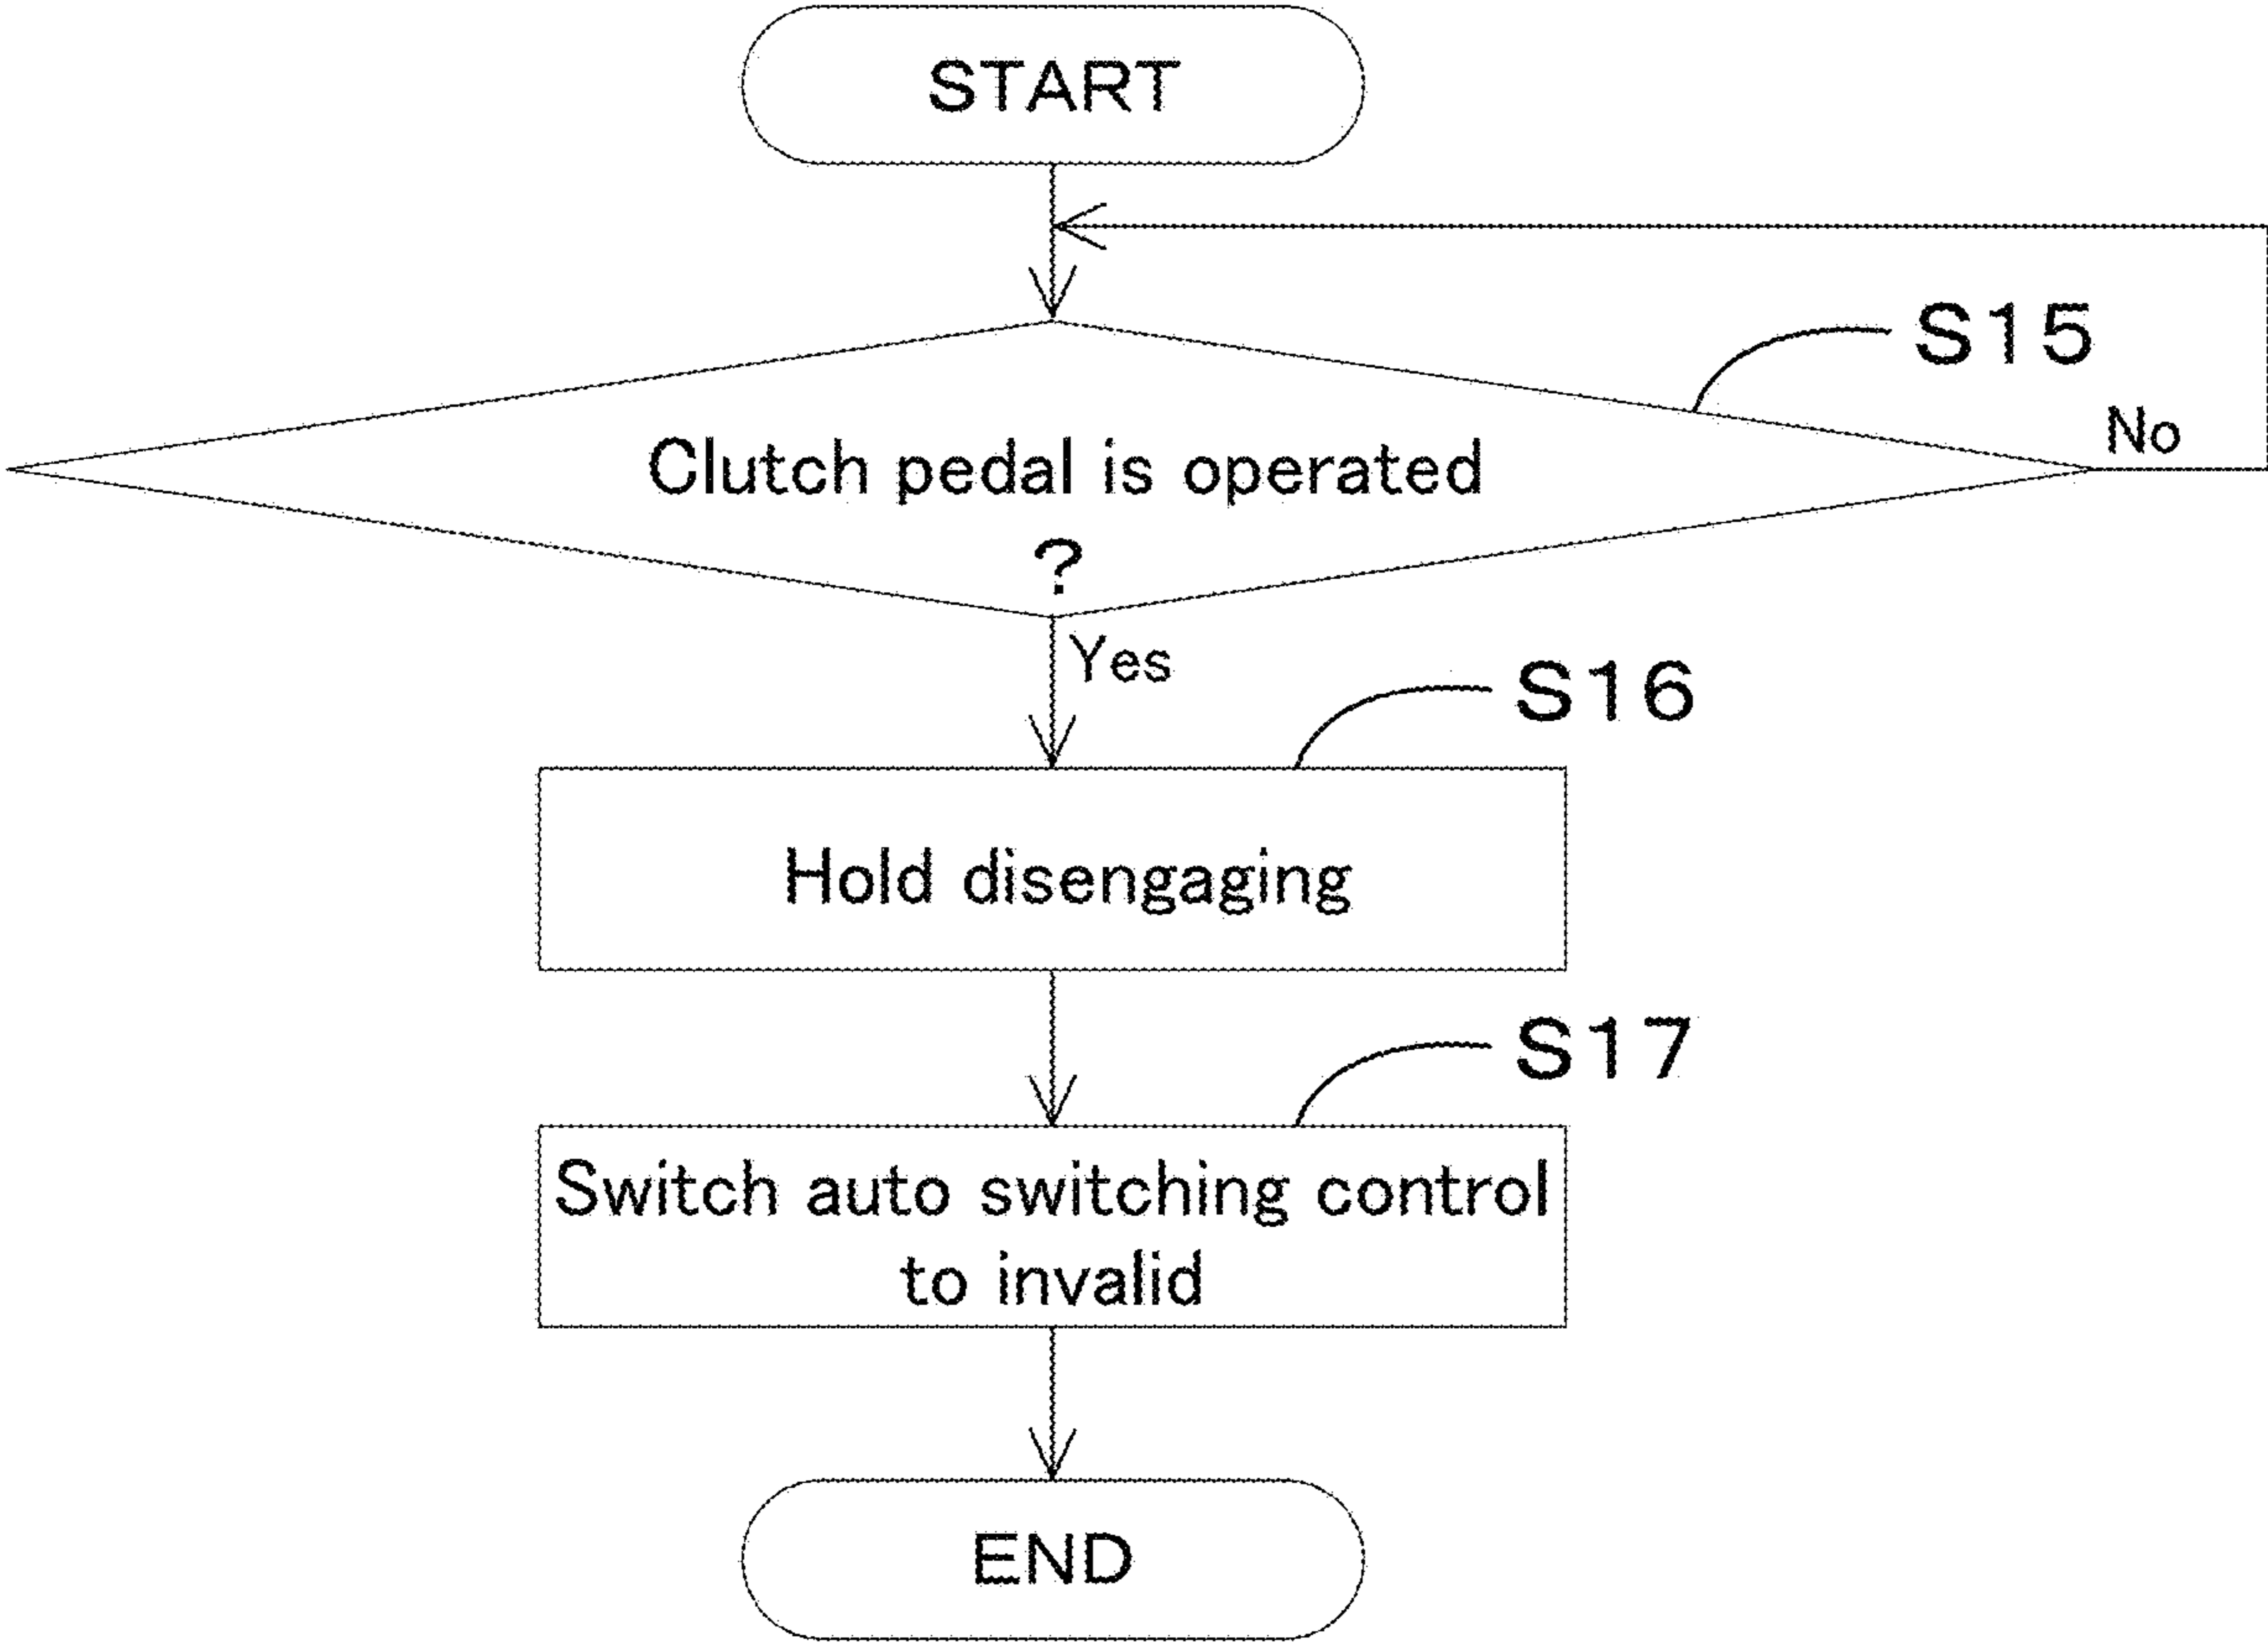 START
S15
No
Clutch pedal is operated
?
Yes
S16
Hold disengaging
S17
Switch auto switching control
to invalid
END